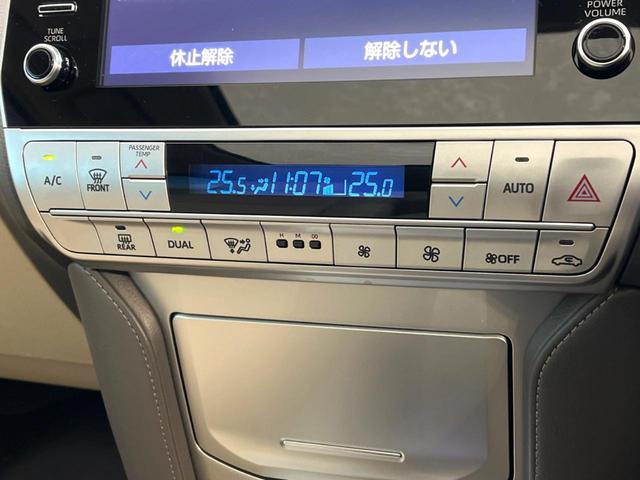 TUNE
SCROLL
POWER
VOLUME
休止解除
解除しない
A/C
FRONT
PASSENGER
TEMP
25.5
11:07
25.0
AUTO
REAR
DUAL
H M
OFF